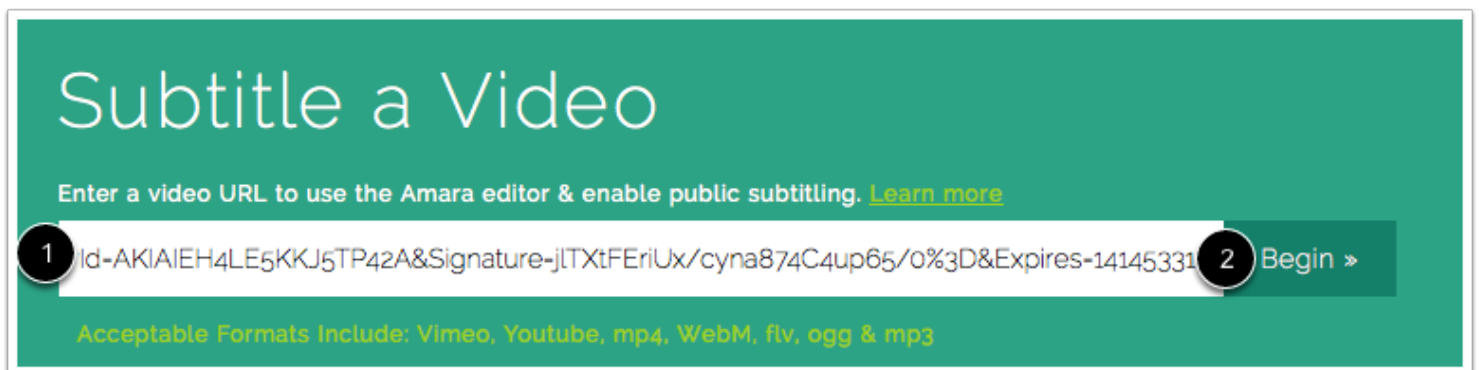 Subtitle a Video
Enter a video URL to use the Amara editor & enable public subtitling. Learn more
1 Id=AKIAIEH4LE5KKJ5TP42A&Signature=jlTXtFEriUx/cyna874C4up65/0%3D&Expires=14145331 2 Begin »
Acceptable Formats Include: Vimeo, Youtube, mp4, WebM, flv, ogg & mp3